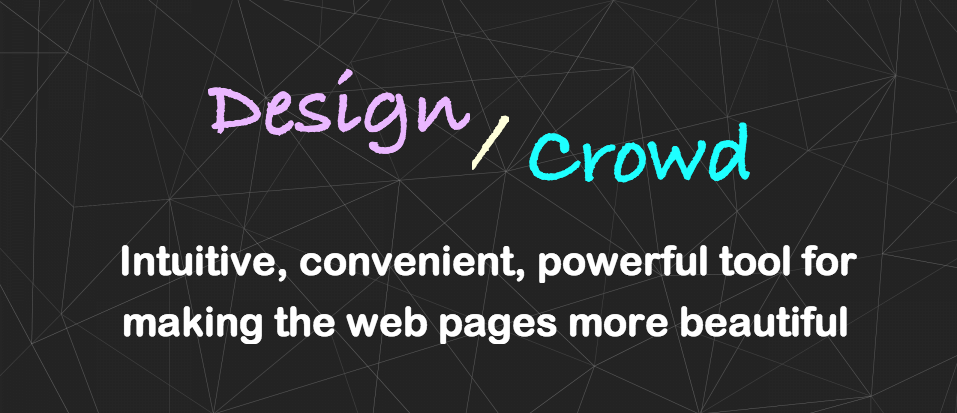 Design / Crowd
Intuitive, convenient, powerful tool for
making the web pages more beautiful